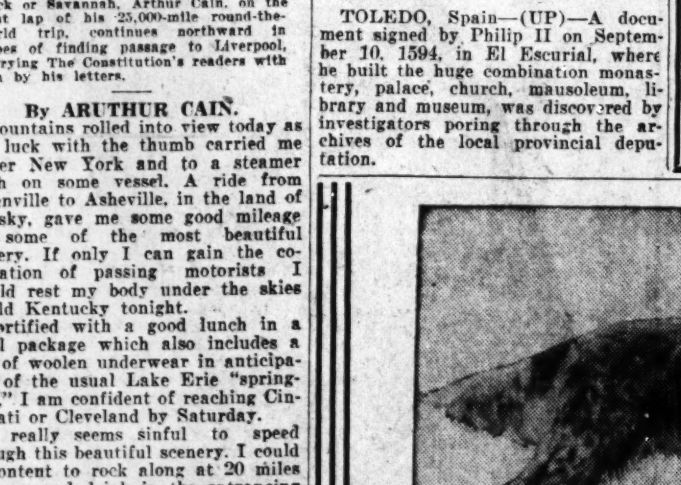 k or Savannah, Arthur Cain, on the
t lap of his 25,000-mile round-the-
rld trip, continues northward in
pes of finding passage to Liverpool,
rrying The Constitution's readers with
by his letters.
By ARUTHUR CAIN.
ountains rolled into view today as
luck with the thumb carried me
er New York and to a steamer
h on some vessel. A ride from
enville to Asheville, in the land of
sky, gave me some good mileage
some of the most beautiful
ery. If only I can gain the co-
ation of passing motorists I
ld rest my body under the skies
ld Kentucky tonight.
ortified with a good lunch in a
l package which also includes a
of woolen underwear in anticipa-
of the usual Lake Erie "spring-
," I am confident of reaching Cin-
ati or Cleveland by Saturday.
really seems sinful to speed
ugh this beautiful scenery. I could
ontent to rock along at 20 miles
TOLEDO, Spain—(UP)—A docu-
ment signed by Philip II on Septem-
ber 10, 1594, in El Escurial, where
he built the huge combination monas-
tery, palace, church, mausoleum, li-
brary and museum, was discovered by
investigators poring through the ar-
chives of the local provincial depu-
tation.